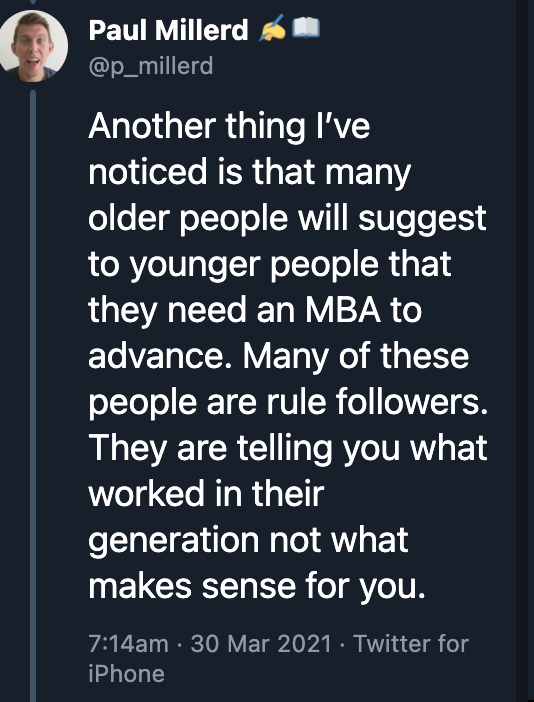 Paul Millerd ✍️📖
@p_millerd
Another thing I've
noticed is that many
older people will suggest
to younger people that
they need an MBA to
advance. Many of these
people are rule followers.
They are telling you what
worked in their
generation not what
makes sense for you.
7:14am · 30 Mar 2021 · Twitter for
iPhone